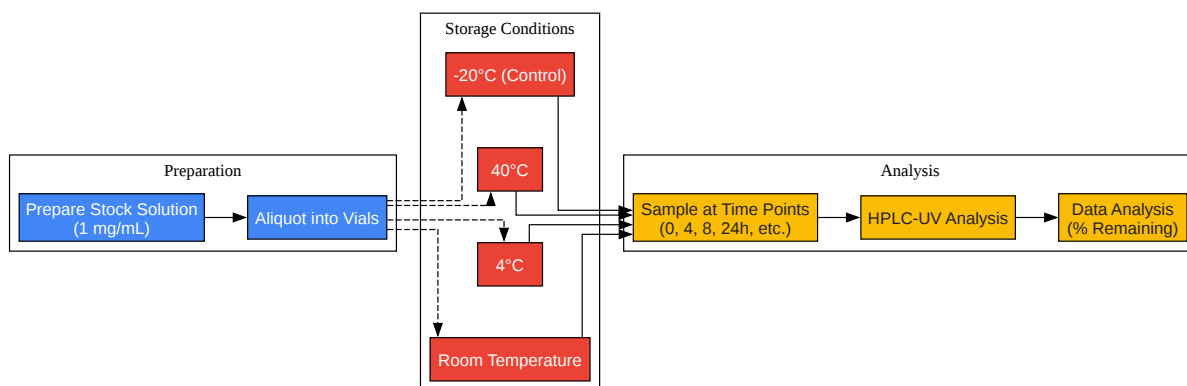 Preparation
Prepare Stock Solution
(1 mg/mL)
Aliquot into Vials
Storage Conditions
-20°C (Control)
40°C
4°C
Room Temperature
Analysis
Sample at Time Points
(0, 4, 8, 24h, etc.)
HPLC-UV Analysis
Data Analysis
(% Remaining)